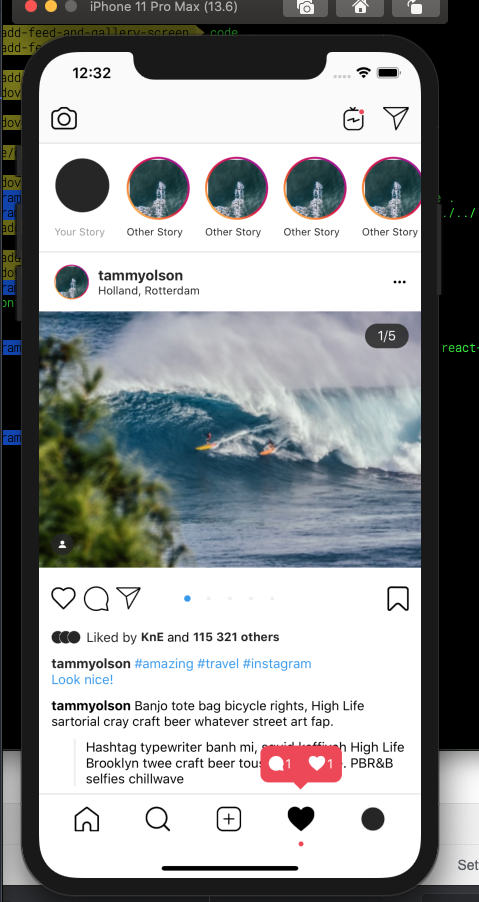 iPhone 11 Pro Max (13.6)
add-feed-and-gallery-screen code
12:32
Your Story
Other Story
Other Story
Other Story
Other Story
tammyolson
Holland, Rotterdam
1/5
react-
Liked by KnE and 115 321 others
tammyolson #amazing #travel #instagram
Look nice!
tammyolson Banjo tote bag bicycle rights, High Life
sartorial cray craft beer whatever street art fap.
Hashtag typewriter banh mi, squid keffiyeh High Life
Brooklyn twee craft beer PBR&B
selfies chillwave
1 1
Set